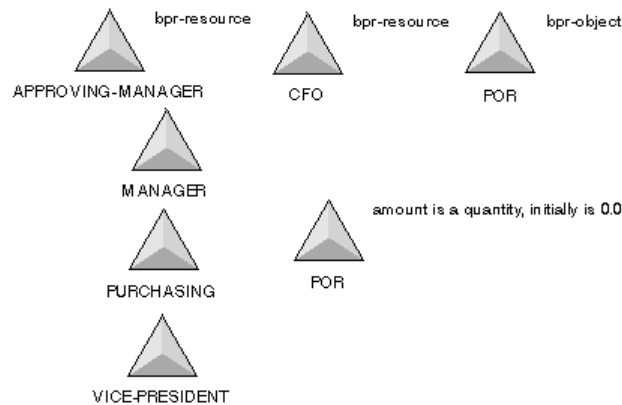 bpr-resource
bpr-resource
bpr-object
APPROVING-MANAGER
CFO
POR
MANAGER
amount is a quantity, initially is 0.0
PURCHASING
POR
VICE-PRESIDENT